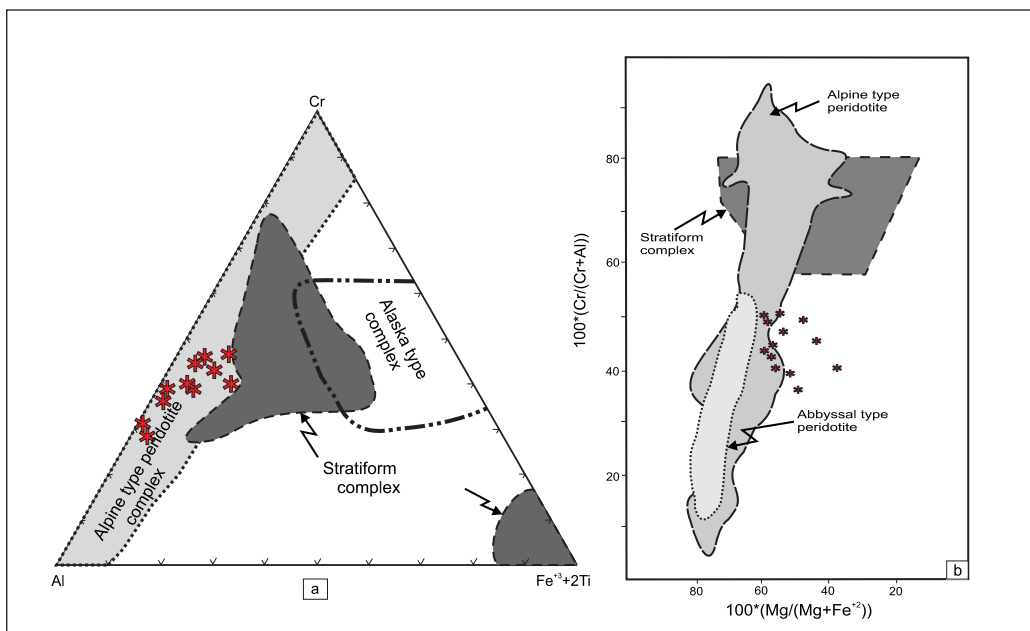 Cr
Alpine type peridotite
complex
Alaska type
complex
Stratiform
complex
Al
Fe⁺³+2Ti
a
Alpine type
peridotite
Stratiform
complex
Abbyssal type
peridotite
100*(Cr/(Cr+Al))
80
60
40
20
80
60
40
20
100*(Mg/(Mg+Fe⁺²))
b